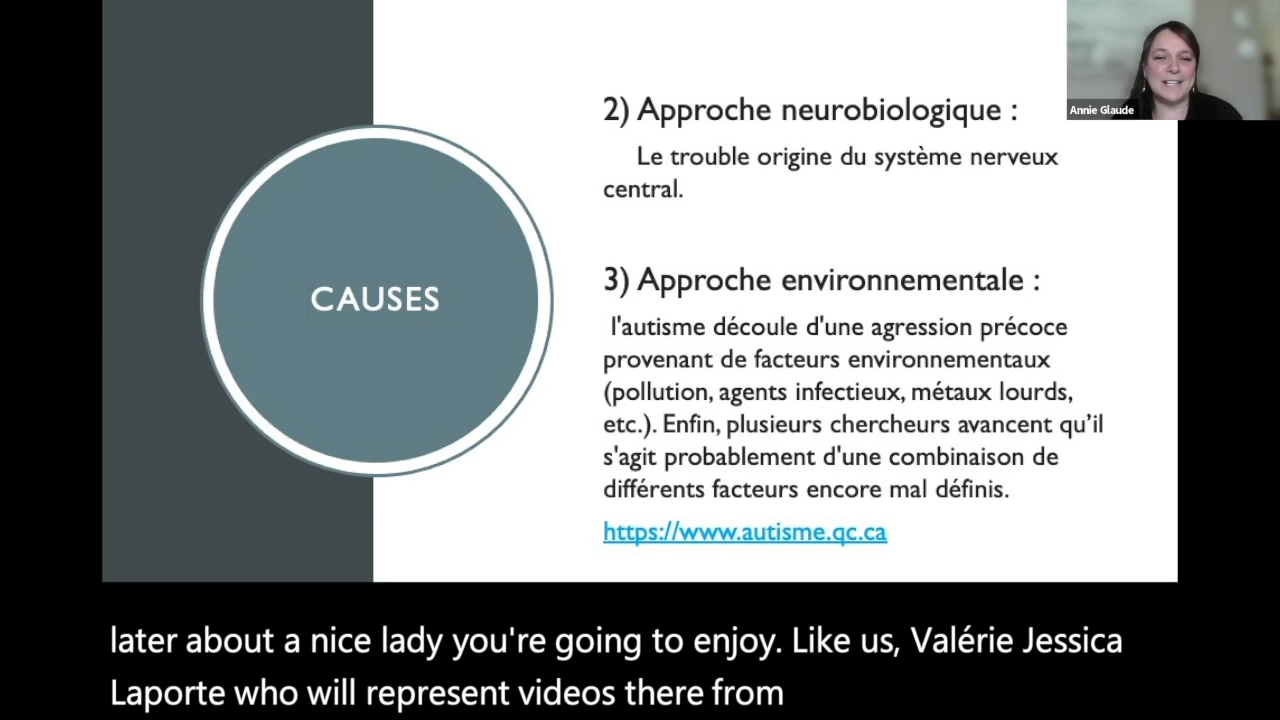 2) Approche neurobiologique :
Le trouble origine du système nerveux
central.
3) Approche environnementale :
l'autisme découle d'une agression précoce
provenant de facteurs environnementaux
(pollution, agents infectieux, métaux lourds,
etc.). Enfin, plusieurs chercheurs avancent qu’il
s'agit probablement d'une combinaison de
différents facteurs encore mal définis.
https://www.autisme.qc.ca
CAUSES
Annie Glaude
later about a nice lady you're going to enjoy. Like us, Valérie Jessica
Laporte who will represent videos there from